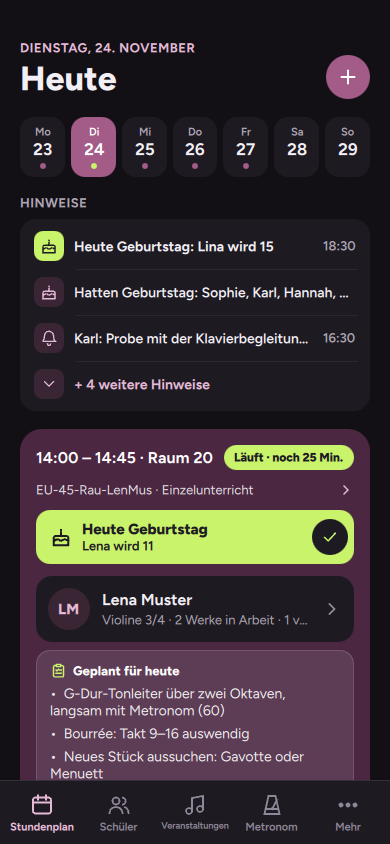 DIENSTAG, 24. NOVEMBER
Heute
Mo Di Mi Do Fr Sa So
23 24 25 26 27 28 29
HINWEISE
Heute Geburtstag: Lina wird 15 18:30
Hatten Geburtstag: Sophie, Karl, Hannah, ...
Karl: Probe mit der Klavierbegleitun... 16:30
+ 4 weitere Hinweise
14:00 – 14:45 · Raum 20 Läuft · noch 25 Min.
EU-45-Rau-LenMus · Einzelunterricht
Heute Geburtstag
Lena wird 11
LM Lena Muster
Violine 3/4 · 2 Werke in Arbeit · 1 v...
Geplant für heute
• G-Dur-Tonleiter über zwei Oktaven,
langsam mit Metronom (60)
• Bourrée: Takt 9–16 auswendig
• Neues Stück aussuchen: Gavotte oder
Menuett
Stundenplan Schüler Veranstaltungen Metronom Mehr